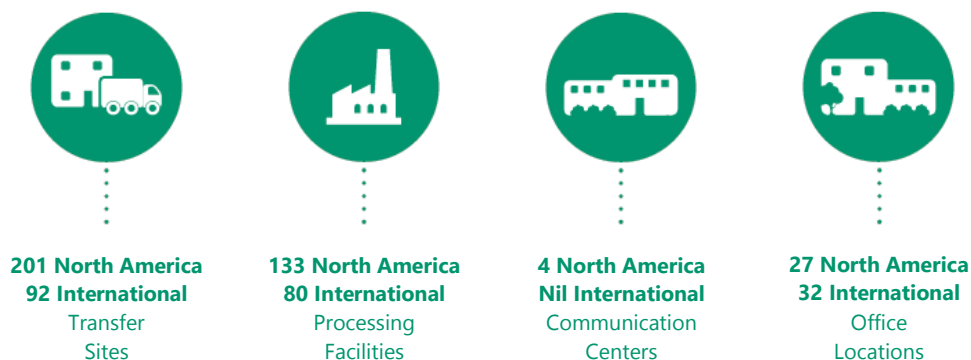 201 North America
92 International
Transfer
Sites
133 North America
80 International
Processing
Facilities
4 North America
Nil International
Communication
Centers
27 North America
32 International
Office
Locations